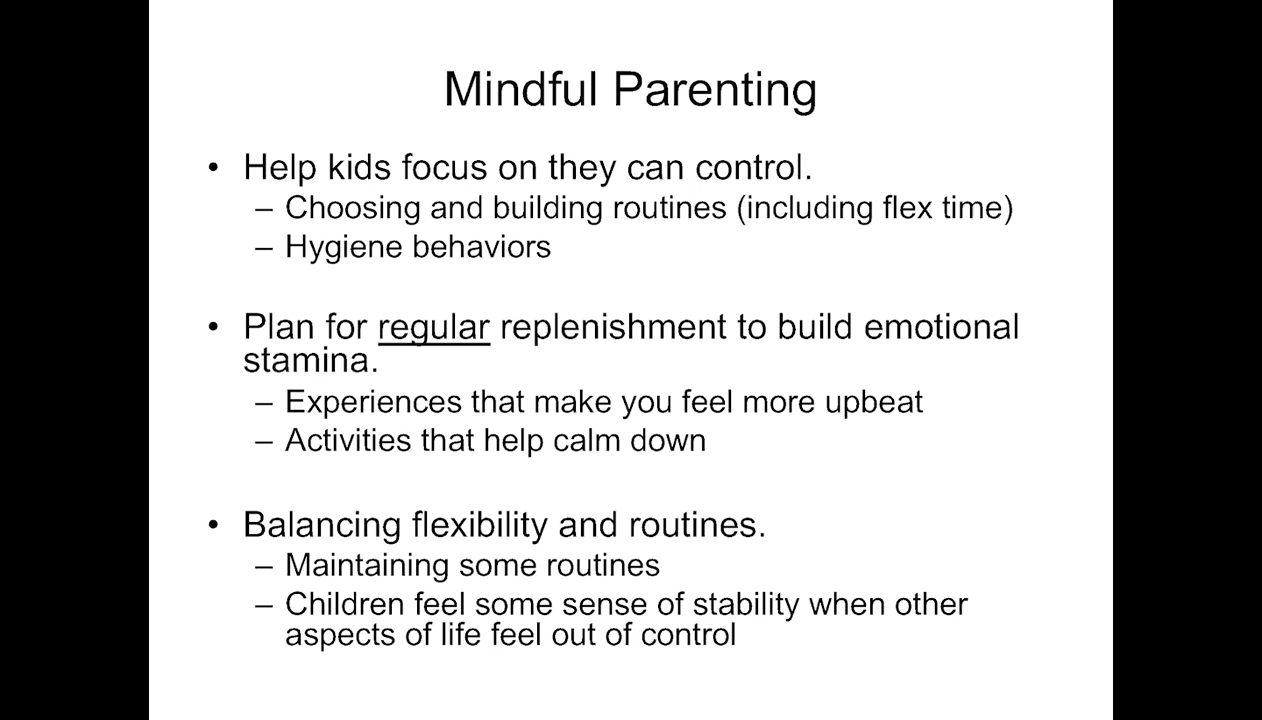 Mindful Parenting
• Help kids focus on they can control.
– Choosing and building routines (including flex time)
– Hygiene behaviors
• Plan for regular replenishment to build emotional
stamina.
– Experiences that make you feel more upbeat
– Activities that help calm down
• Balancing flexibility and routines.
– Maintaining some routines
– Children feel some sense of stability when other
aspects of life feel out of control